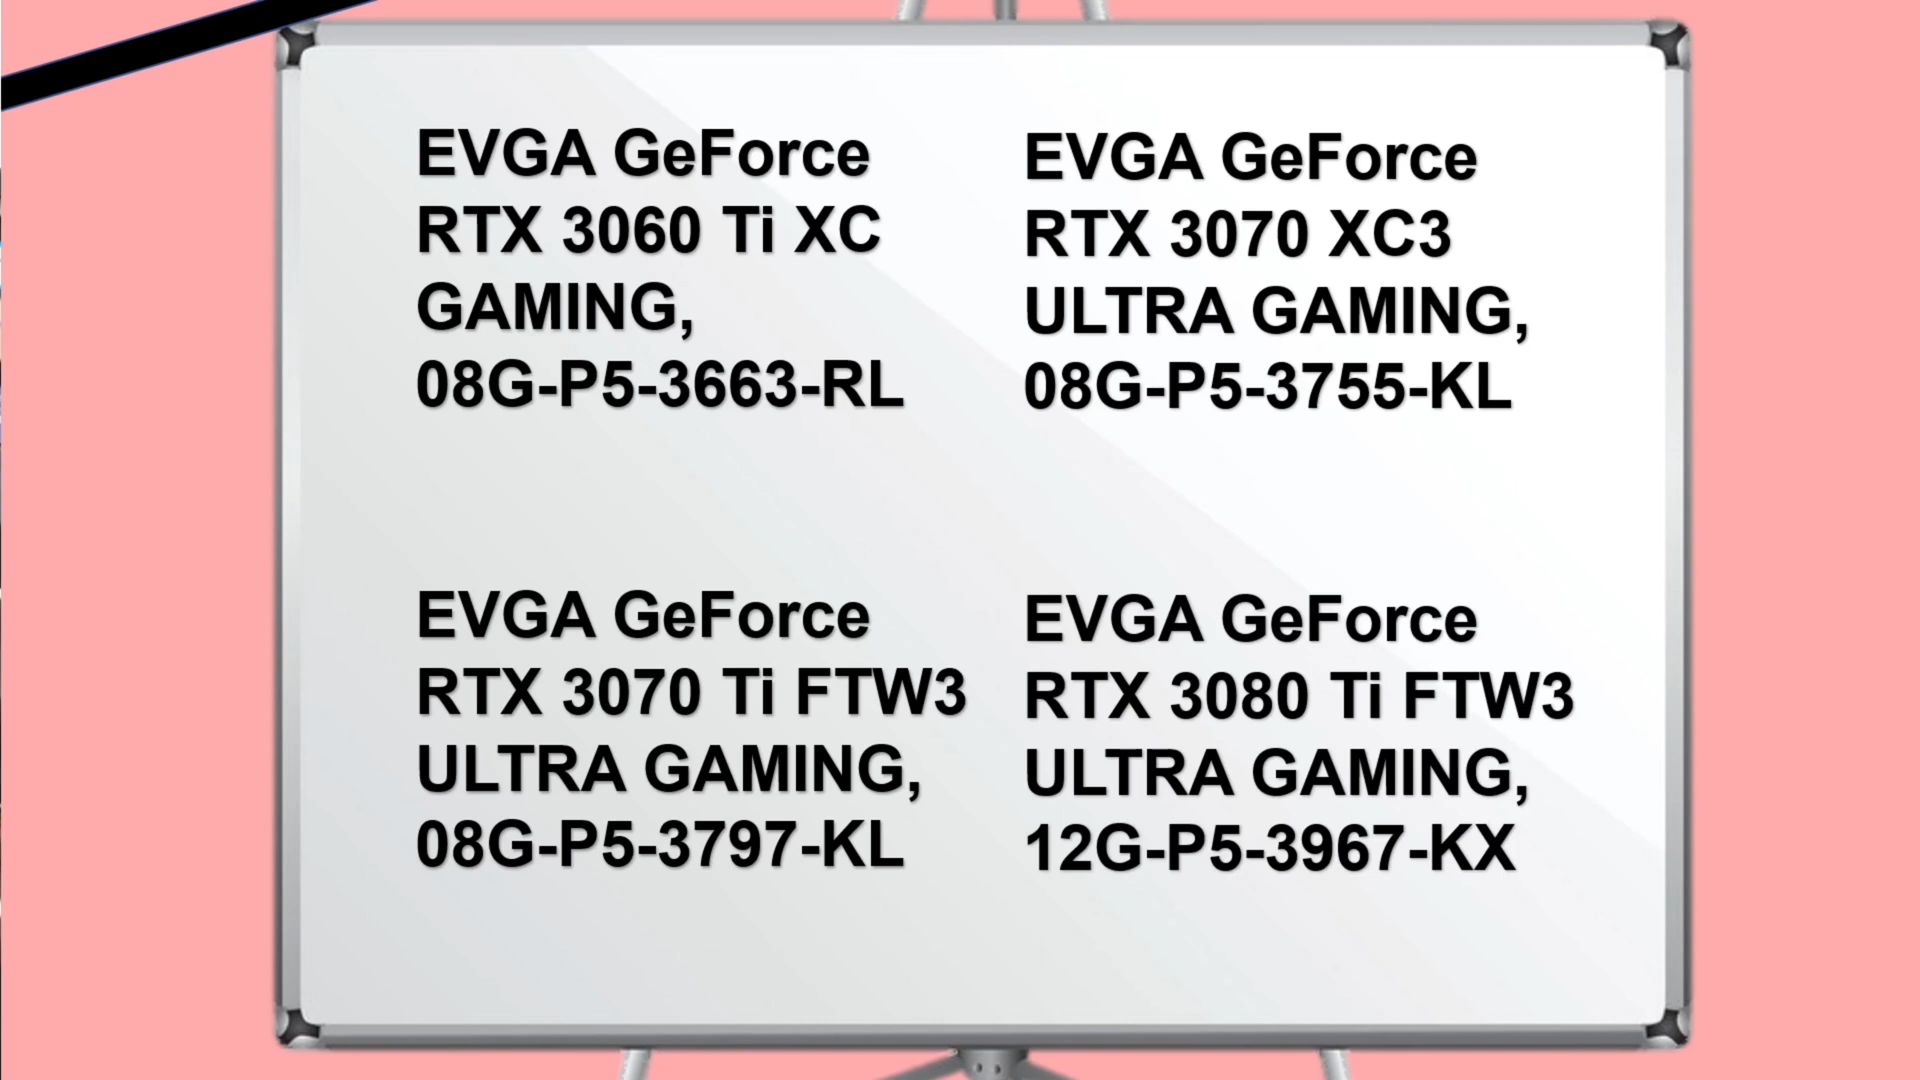 EVGA GeForce
RTX 3060 Ti XC
GAMING,
08G-P5-3663-RL
EVGA GeForce
RTX 3070 XC3
ULTRA GAMING,
08G-P5-3755-KL
EVGA GeForce
RTX 3070 Ti FTW3
ULTRA GAMING,
08G-P5-3797-KL
EVGA GeForce
RTX 3080 Ti FTW3
ULTRA GAMING,
12G-P5-3967-KX